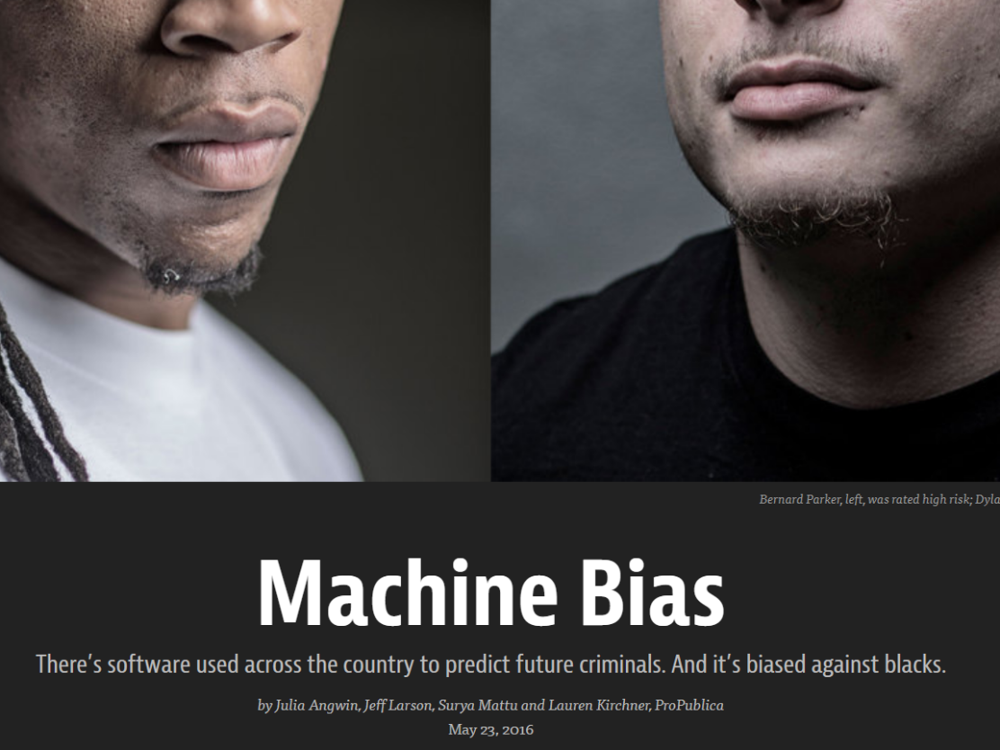 Bernard Parker, left, was rated high risk; Dyla
Machine Bias
There’s software used across the country to predict future criminals. And it’s biased against blacks.
by Julia Angwin, Jeff Larson, Surya Mattu and Lauren Kirchner, ProPublica
May 23, 2016